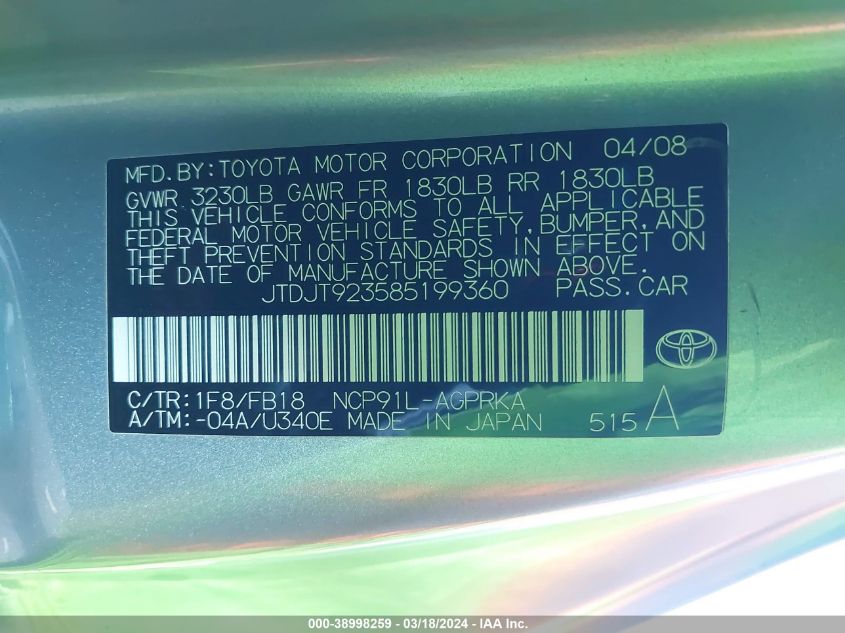 MFD.BY:TOYOTA MOTOR CORPORATION 04/08
GVWR 3230LB GAWR FR 1830LB RR 1830LB
THIS VEHICLE CONFORMS TO ALL APPLICABLE
FEDERAL MOTOR VEHICLE SAFETY,BUMPER,AND
THEFT PREVENTION STANDARDS IN EFFECT ON
THE DATE OF MANUFACTURE SHOWN ABOVE.
JTDJT923585199360 PASS.CAR
C/TR:1F8/FB18 NCP91L-AGPRKA
A/TM:-04A/U340E MADE IN JAPAN 515 A
000-38998259 - 03/18/2024 - IAA Inc.